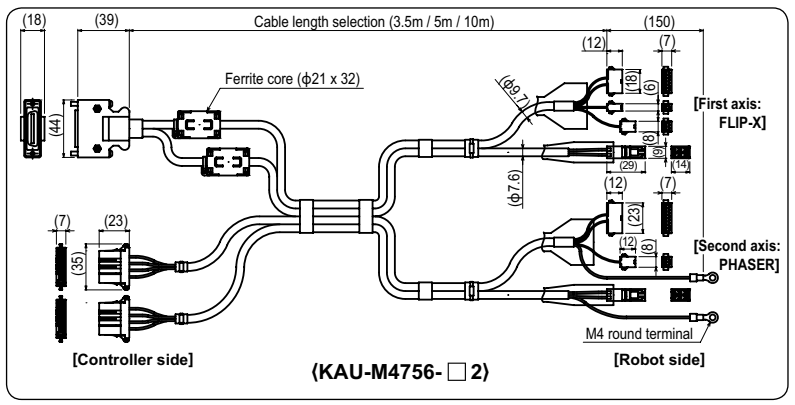 (18)
(39)
Cable length selection (3.5m / 5m / 10m)
(150)
(12)
(7)
Ferrite core (ϕ21 x 32)
(ϕ9.7)
(18)
(6)
[First axis:
FLIP-X]
(44)
(8)
(9)
(29)
(14)
(ϕ7.6)
(12)
(7)
(7)
(23)
(23)
(35)
(12)
(8)
[Second axis:
PHASER]
M4 round terminal
[Controller side]
[Robot side]
⟨KAU-M4756-□2⟩